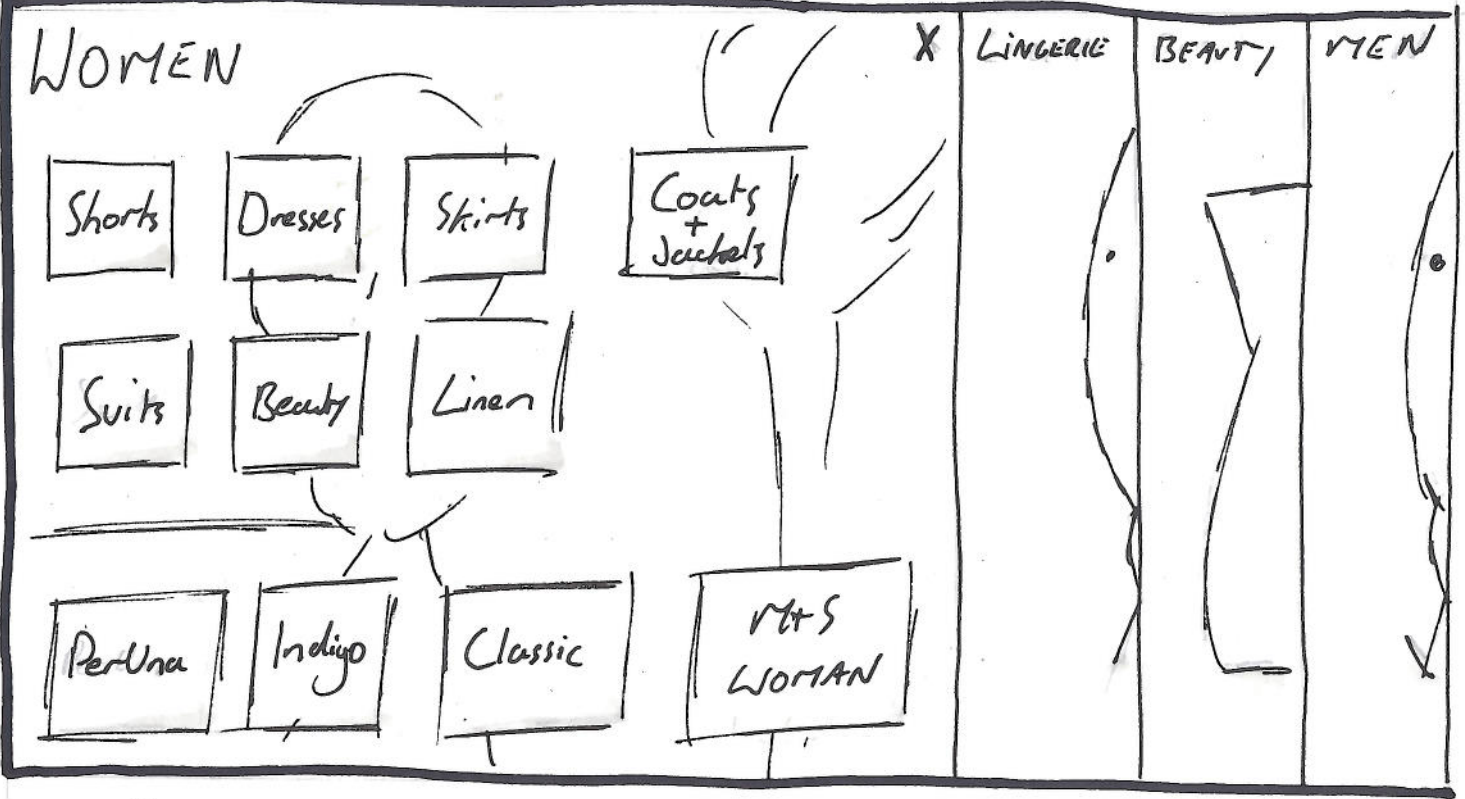 WOMEN
X
LINGERIE
BEAUTY
MEN
Shorts
Dresses
Skirts
Coats
+
Jackets
Suits
Beauty
Linen
PerUna
Indigo
Classic
M+S
WOMAN